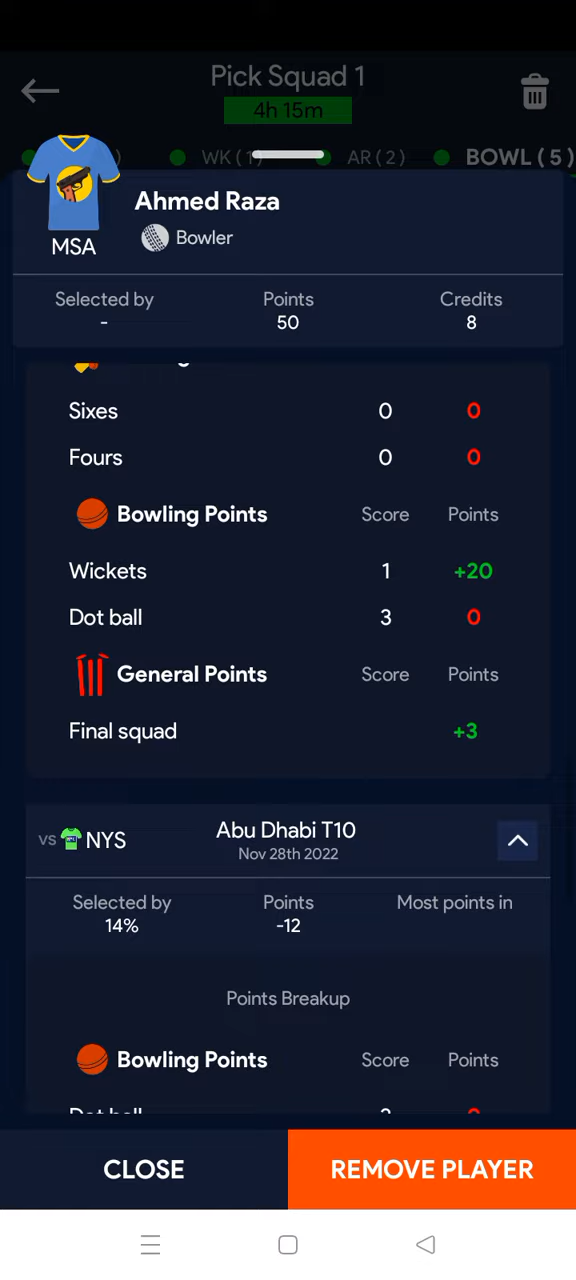 Pick Squad 1
4h 15m
WK ( 1 AR ( 2 ) BOWL ( 5 )
Ahmed Raza
Bowler
MSA
Selected by Points Credits
- 50 8
Sixes 0 0
Fours 0 0
Bowling Points Score Points
Wickets 1 +20
Dot ball 3 0
General Points Score Points
Final squad +3
VS NYS Abu Dhabi T10
Nov 28th 2022
Selected by Points Most points in
14% -12
Points Breakup
Bowling Points Score Points
Dot ball
CLOSE REMOVE PLAYER